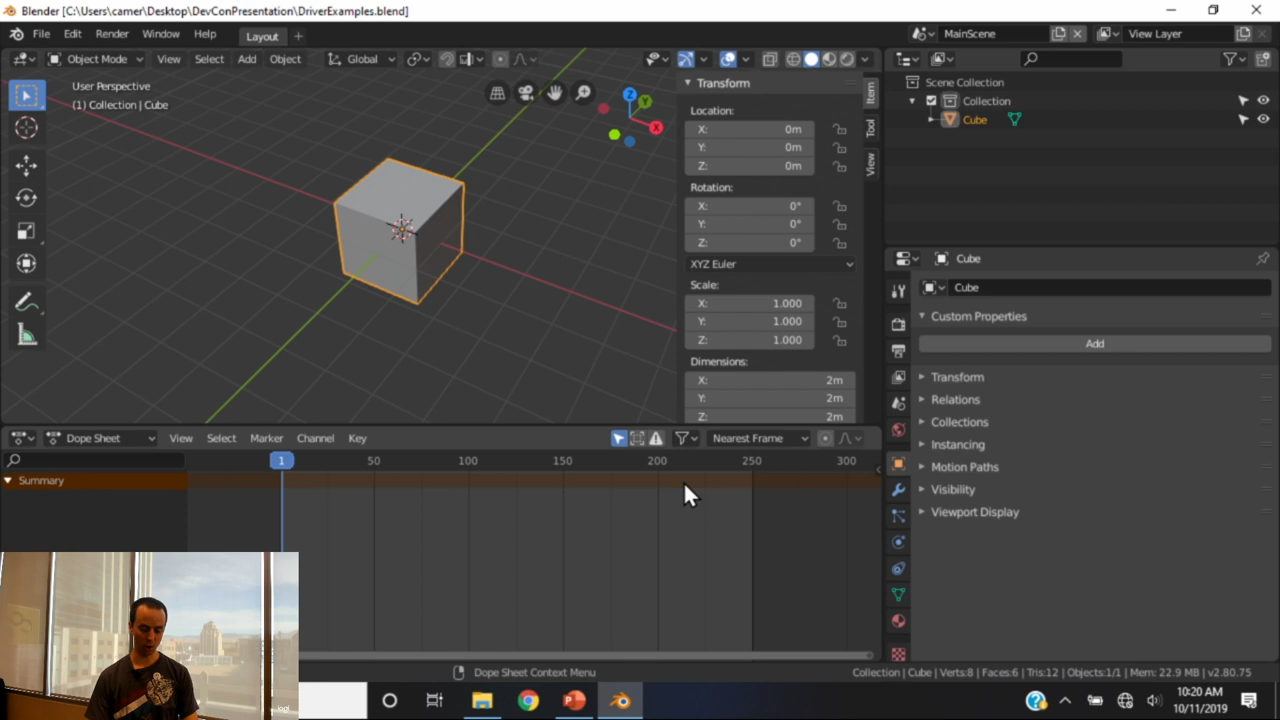 Blender [C:\Users\camer\Desktop\DevConPresentation\DriverExamples.blend]
File Edit Render Window Help Layout + MainScene View Layer
Object Mode View Select Add Object Global
User Perspective
(1) Collection | Cube
Z
Y
X
Transform
Location:
X: 0m
Y: 0m
Z: 0m
Rotation:
X: 0°
Y: 0°
Z: 0°
XYZ Euler
Scale:
X: 1.000
Y: 1.000
Z: 1.000
Dimensions:
X: 2m
Y: 2m
Z: 2m
Item
Tool
View
Scene Collection
Collection
Cube
Cube
Cube
Custom Properties
Add
Transform
Relations
Collections
Instancing
Motion Paths
Visibility
Viewport Display
Dope Sheet View Select Marker Channel Key Nearest Frame
1 50 100 150 200 250 300
Summary
logi
Dope Sheet Context Menu
Collection | Cube | Verts:8 | Faces:6 | Tris:12 | Objects:1/1 | Mem: 22.9 MB | v2.80.75
10:20 AM
10/11/2019